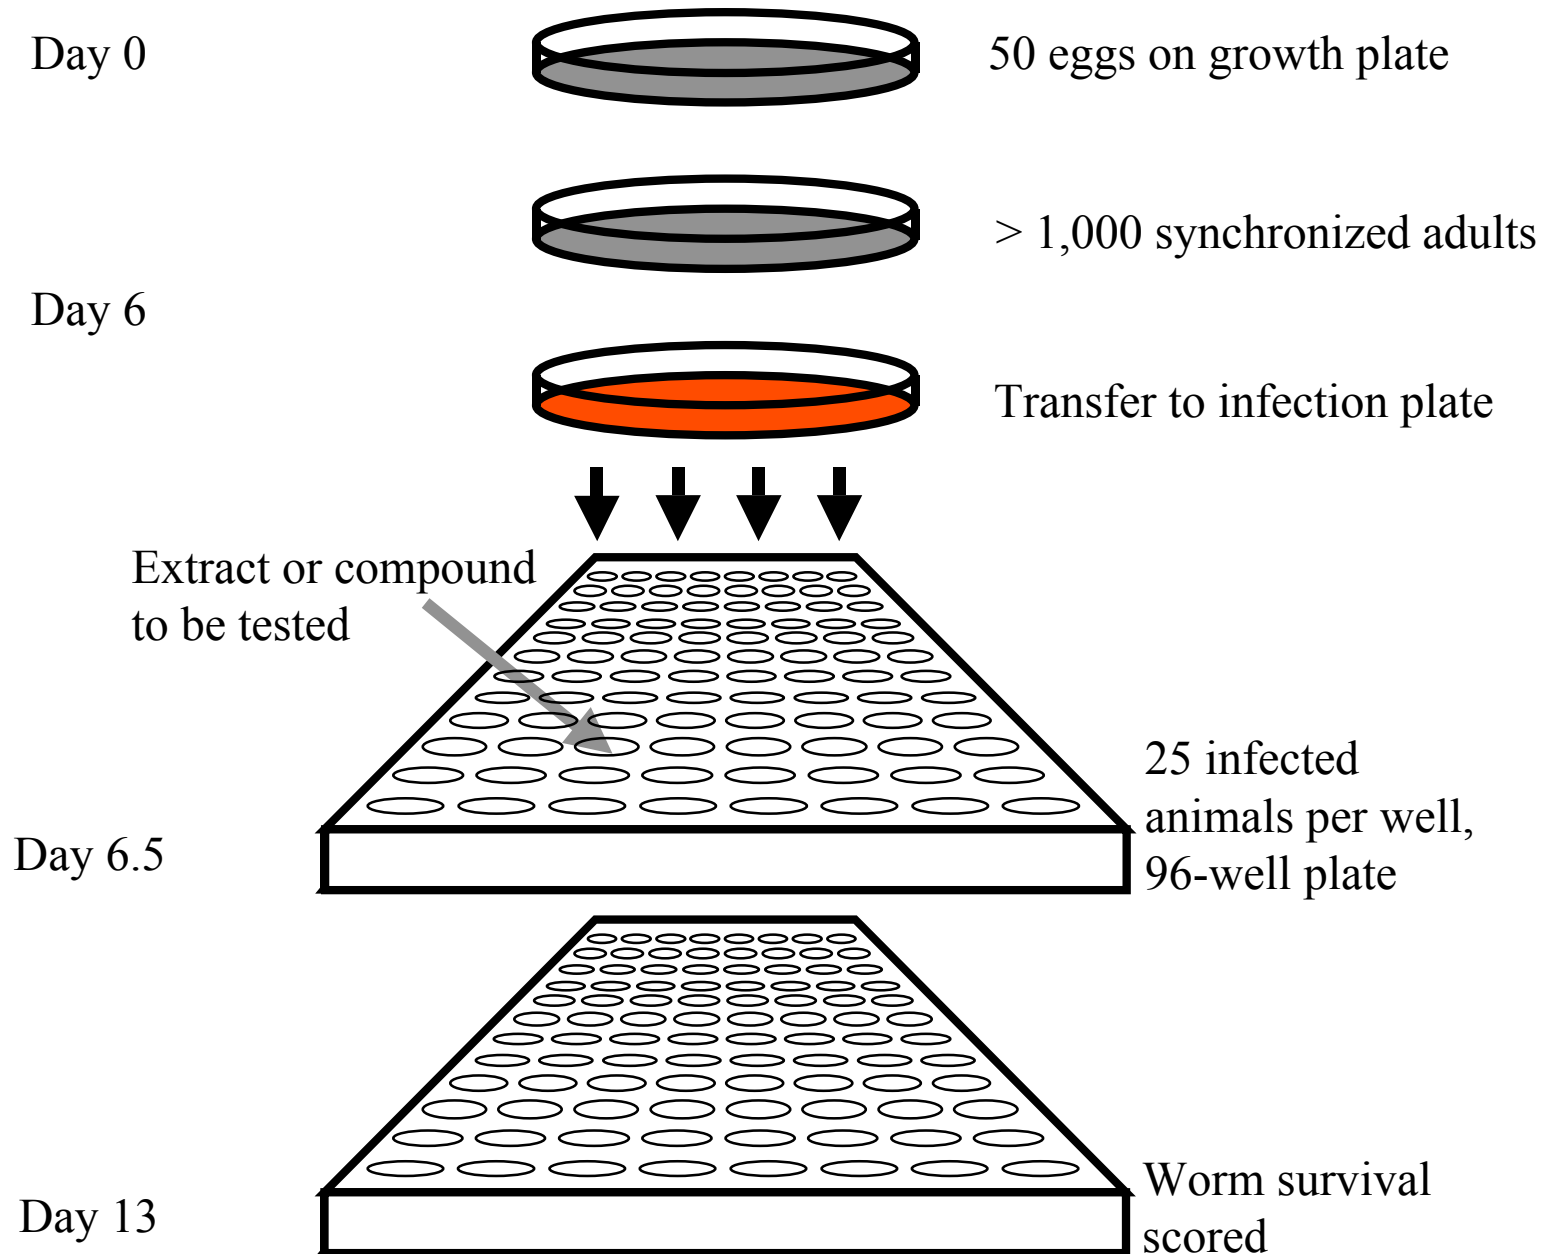 Day 0
50 eggs on growth plate
> 1,000 synchronized adults
Day 6
Transfer to infection plate
Extract or compound
to be tested
25 infected
animals per well,
96-well plate
Day 6.5
Worm survival
scored
Day 13